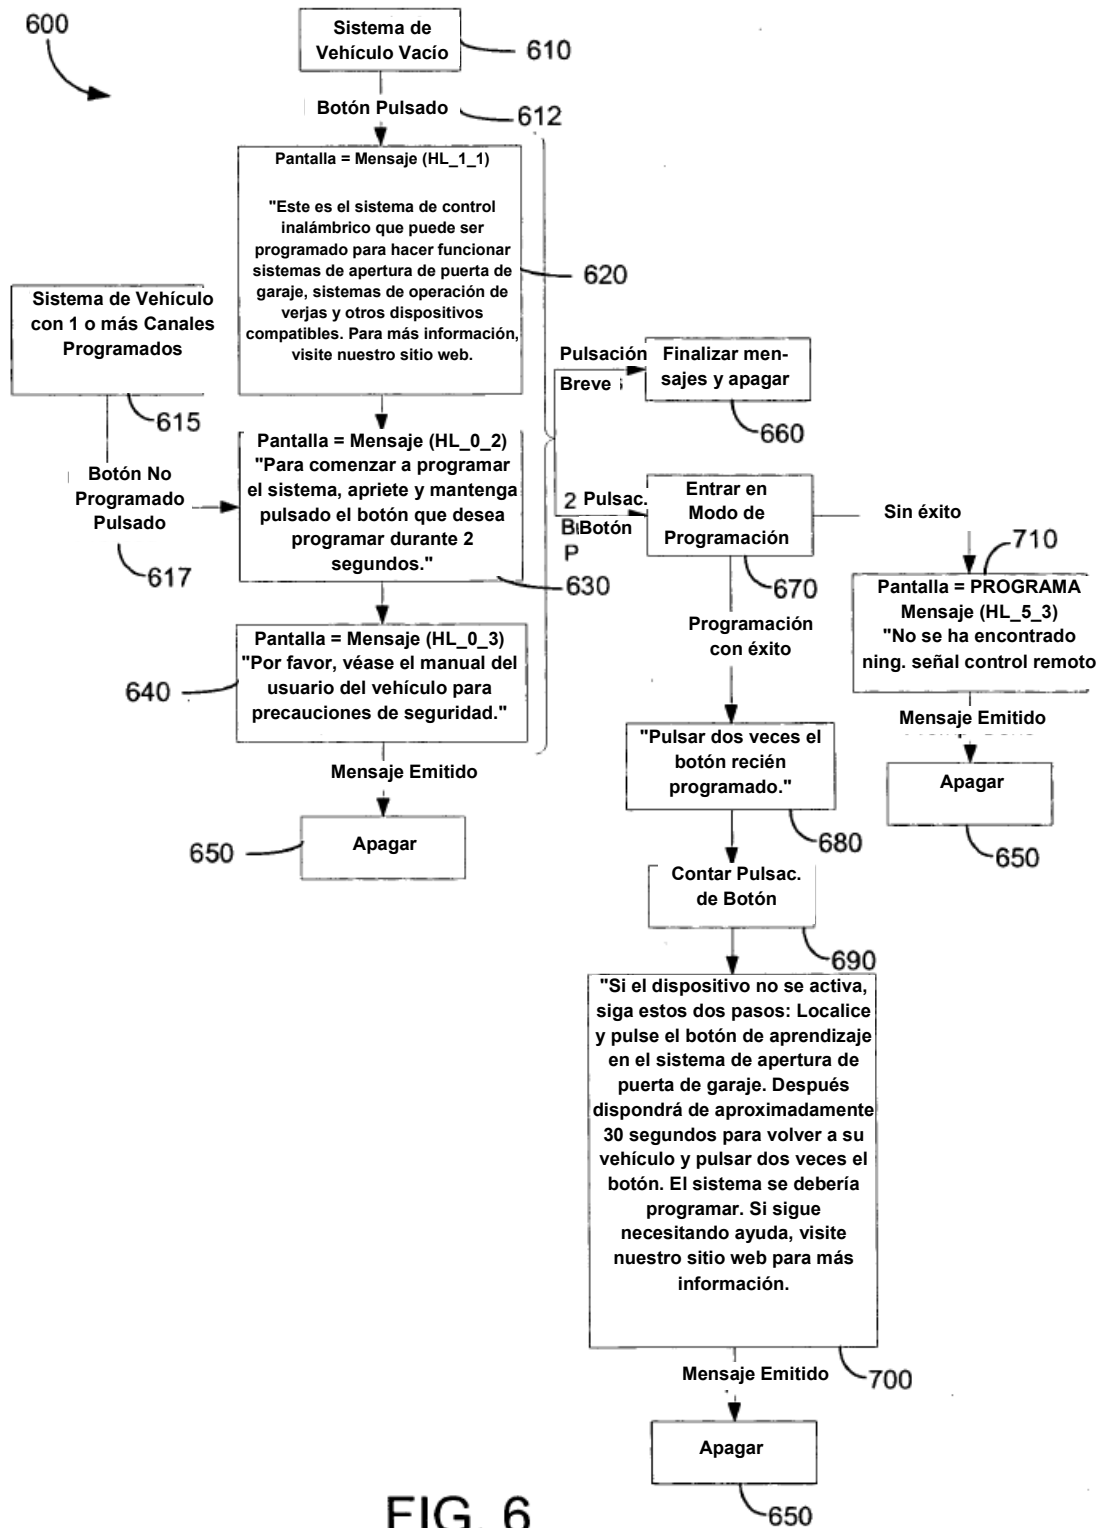 600
Sistema de
Vehículo Vacío
610
Botón Pulsado
612
Pantalla = Mensaje (HL_1_1)
"Este es el sistema de control
inalámbrico que puede ser
programado para hacer funcionar
sistemas de apertura de puerta de
garaje, sistemas de operación de
verjas y otros dispositivos
compatibles. Para más información,
visite nuestro sitio web.
620
Sistema de Vehículo
con 1 o más Canales
Programados
615
Botón No
Programado
Pulsado
617
Pantalla = Mensaje (HL_0_2)
"Para comenzar a programar
el sistema, apriete y mantenga
pulsado el botón que desea
programar durante 2
segundos."
630
Pantalla = Mensaje (HL_0_3)
"Por favor, véase el manual del
usuario del vehículo para
precauciones de seguridad."
640
Mensaje Emitido
Apagar
650
Pulsación
Breve
Finalizar men-
sajes y apagar
660
2 Pulsac.
B Botón
P
Entrar en
Modo de
Programación
670
Sin éxito
710
Pantalla = PROGRAMA
Mensaje (HL_5_3)
"No se ha encontrado
ning. señal control remoto
Mensaje Emitido
Apagar
650
Programación
con éxito
"Pulsar dos veces el
botón recién
programado."
680
Contar Pulsac.
de Botón
690
"Si el dispositivo no se activa,
siga estos dos pasos: Localice
y pulse el botón de aprendizaje
en el sistema de apertura de
puerta de garaje. Después
dispondrá de aproximadamente
30 segundos para volver a su
vehículo y pulsar dos veces el
botón. El sistema se debería
programar. Si sigue
necesitando ayuda, visite
nuestro sitio web para más
información.
700
Mensaje Emitido
Apagar
650
FIG. 6